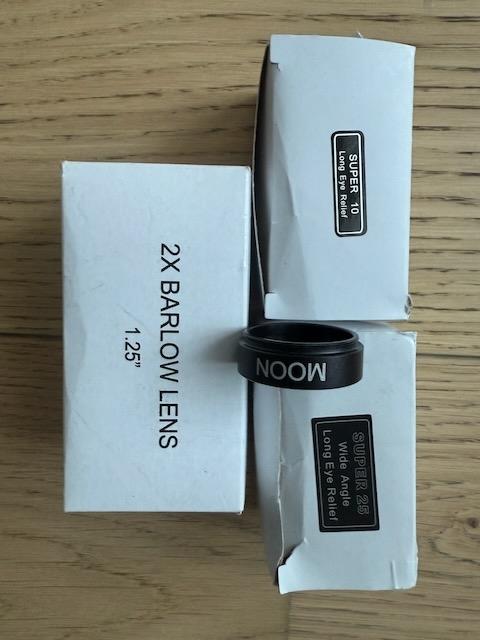 SUPER 10
Long Eye Relief
2X BARLOW LENS
1.25”
MOON
SUPER 25
Wide Angle
Long Eye Relief